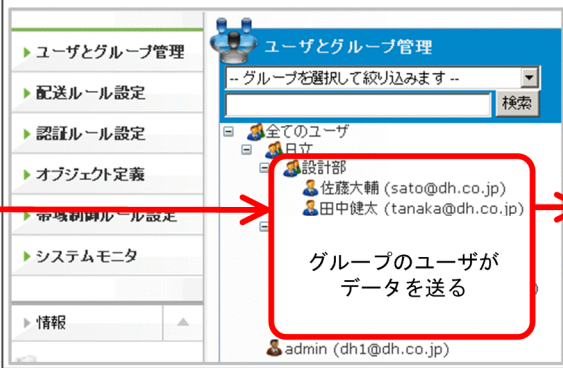 ユーザとグループ管理
配送ルール設定
認証ルール設定
オブジェクト定義
帯域制御ルール設定
システムモニタ
情報
ユーザとグループ管理
-- グループを選択して絞り込みます --
検索
全てのユーザ
日立
設計部
佐藤大輔 (sato@dh.co.jp)
田中健太 (tanaka@dh.co.jp)
グループのユーザが
データを送る
admin (dh1@dh.co.jp)